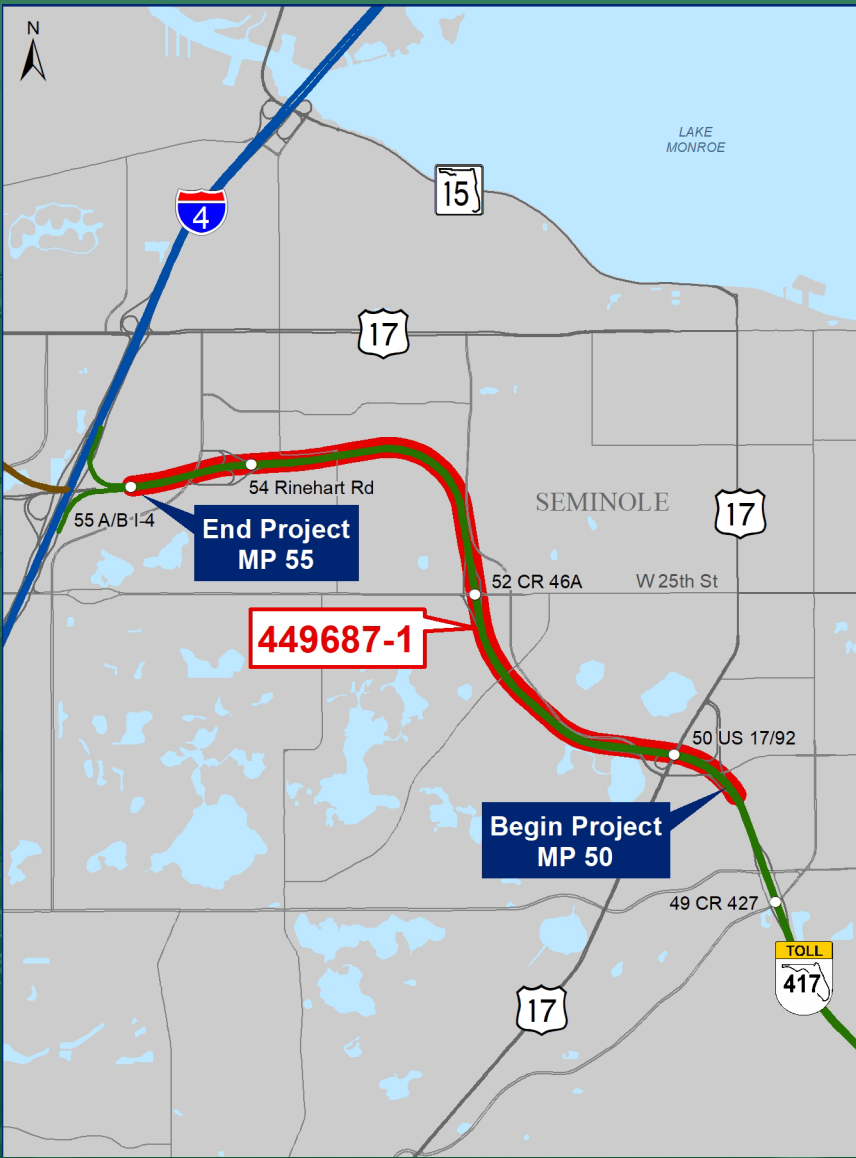 N
LAKE
MONROE
15
4
17
54 Rinehart Rd
55 A/B I-4
SEMINOLE
17
End Project
MP 55
52 CR 46A
W 25th St
449687-1
50 US 17/92
Begin Project
MP 50
49 CR 427
TOLL
417
17